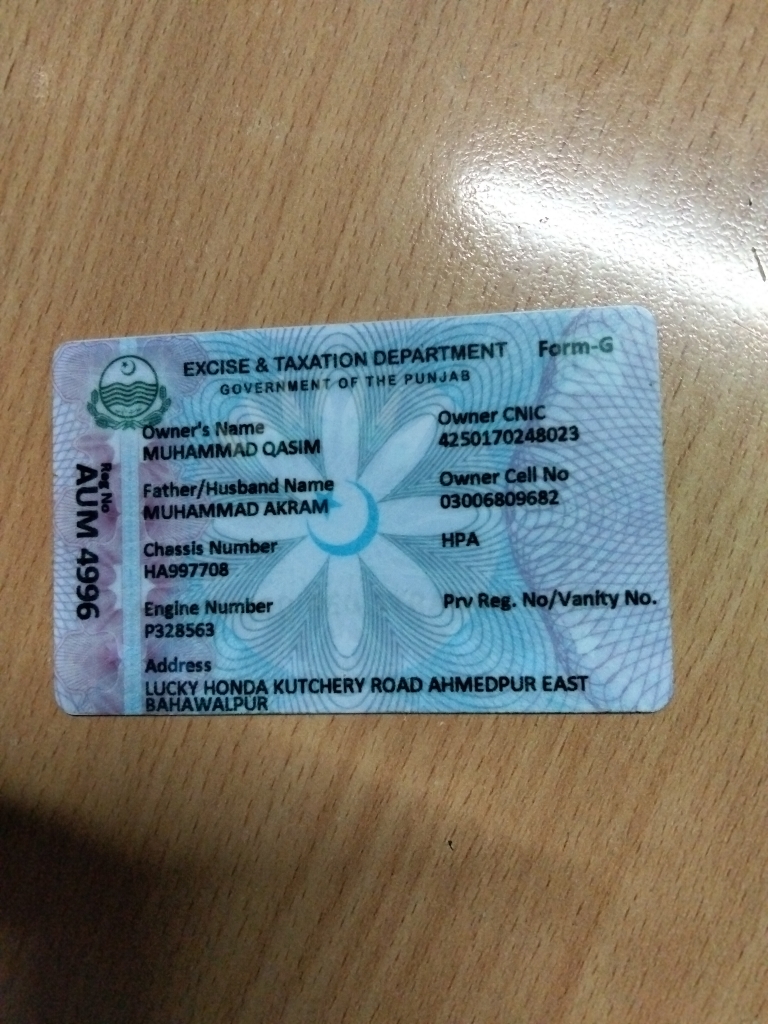 EXCISE & TAXATION DEPARTMENT Form-G
GOVERNMENT OF THE PUNJAB
Reg No
AUM 4996
Owner's Name
MUHAMMAD QASIM
Father/Husband Name
MUHAMMAD AKRAM
Chassis Number
HA997708
Engine Number
P328563
Address
LUCKY HONDA KUTCHERY ROAD AHMEDPUR EAST
BAHAWALPUR
Owner CNIC
4250170248023
Owner Cell No
03006809682
HPA
Prv Reg. No/Vanity No.